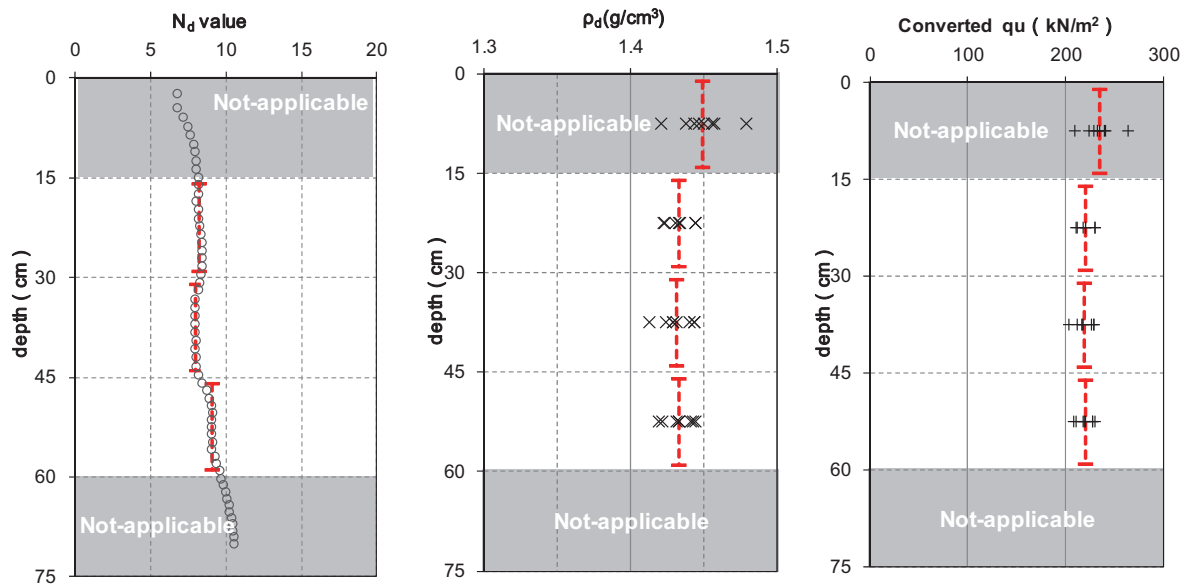 N_d value
0 5 10 15 20
0
15
30
45
60
75
depth ( cm )
Not-applicable
Not-applicable
ρ_d(g/cm³)
1.3 1.4 1.5
0
15
30
45
60
75
depth ( cm )
Not-applicable
Not-applicable
Converted qu ( kN/m² )
0 100 200 300
0
15
30
45
60
75
depth ( cm )
Not-applicable
Not-applicable